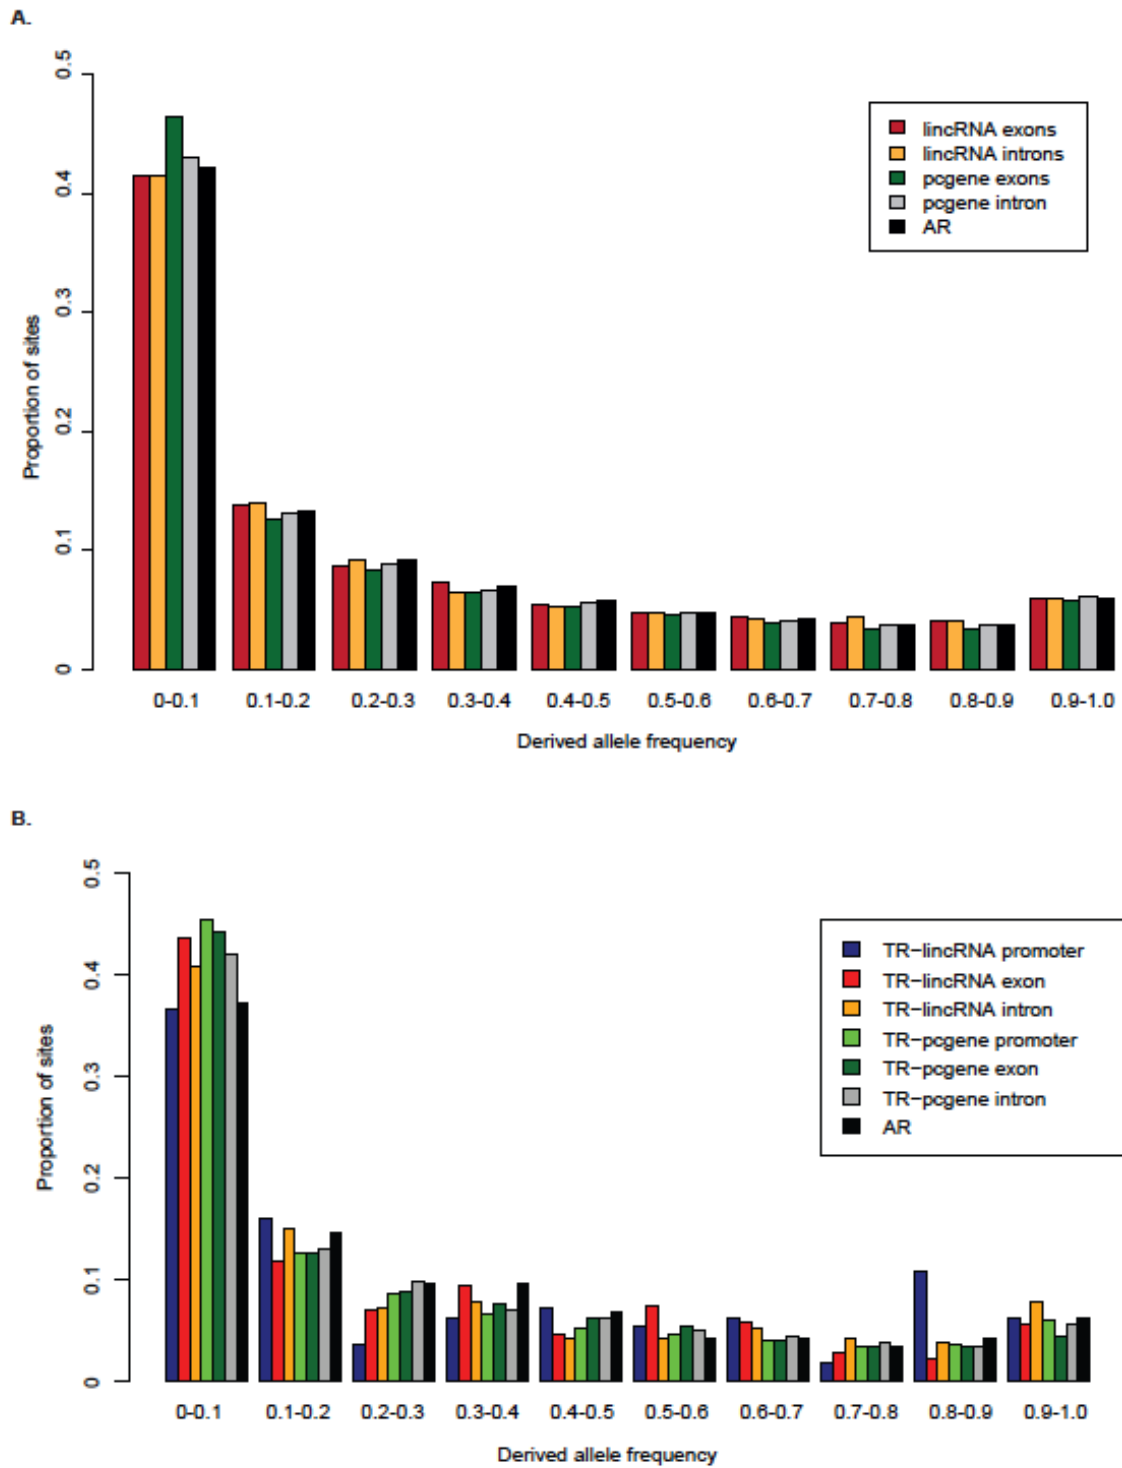 A.
0.5
0.4
0.3
0.2
0.1
0
Proportion of sites
lincRNA exons
lincRNA introns
pcgene exons
pcgene intron
AR
0-0.1 0.1-0.2 0.2-0.3 0.3-0.4 0.4-0.5 0.5-0.6 0.6-0.7 0.7-0.8 0.8-0.9 0.9-1.0
Derived allele frequency
B.
0.5
0.4
0.3
0.2
0.1
0
Proportion of sites
TR-lincRNA promoter
TR-lincRNA exon
TR-lincRNA intron
TR-pcgene promoter
TR-pcgene exon
TR-pcgene intron
AR
0-0.1 0.1-0.2 0.2-0.3 0.3-0.4 0.4-0.5 0.5-0.6 0.6-0.7 0.7-0.8 0.8-0.9 0.9-1.0
Derived allele frequency